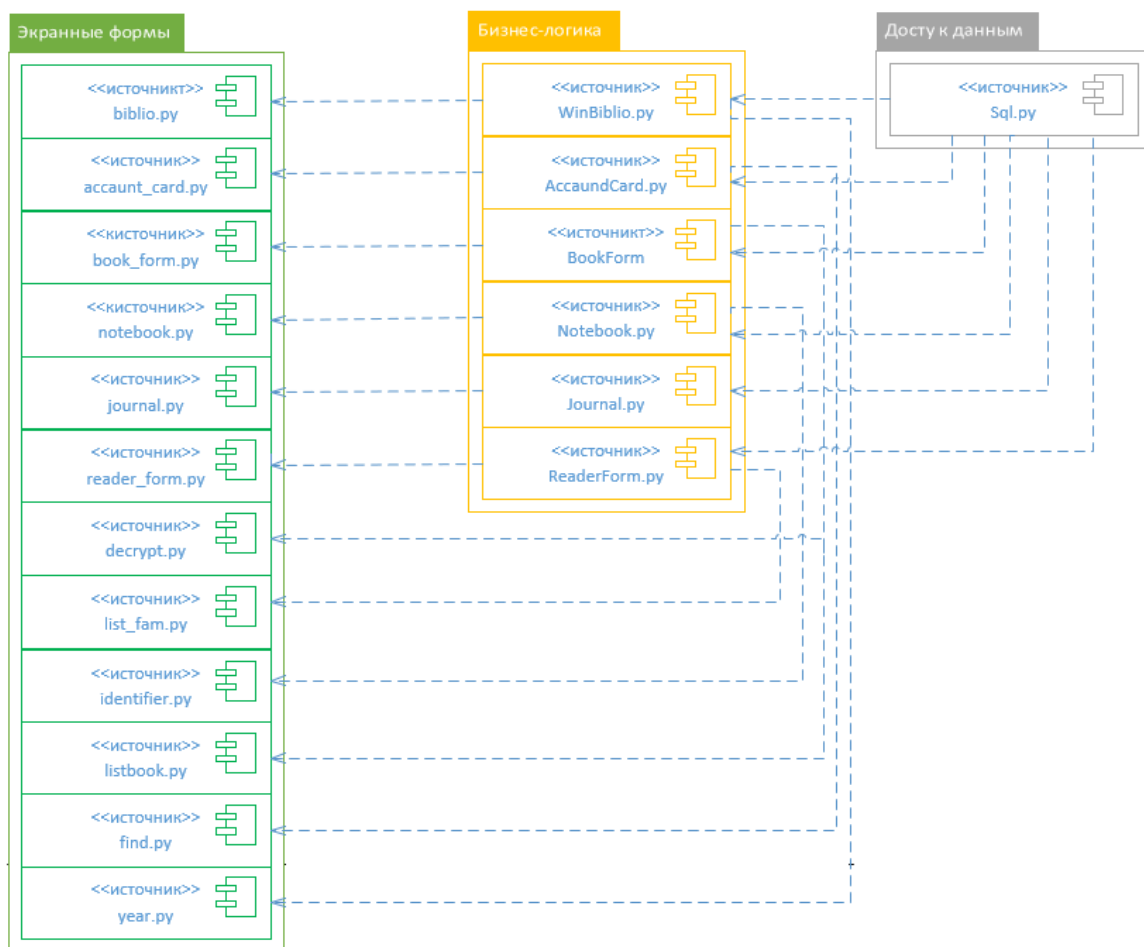 Экранные формы
<<источникт>>
biblio.py
<<источник>>
accaunt_card.py
<<кисточник>>
book_form.py
<<кисточник>>
notebook.py
<<источник>>
journal.py
<<источник>>
reader_form.py
<<источник>>
decrypt.py
<<источник>>
list_fam.py
<<источник>>
identifier.py
<<источник>>
listbook.py
<<источник>>
find.py
<<источник>>
year.py
Бизнес-логика
<<источник>>
WinBiblio.py
<<источник>>
AccaundCard.py
<<источникт>>
BookForm
<<источник>>
Notebook.py
<<источник>>
Journal.py
<<источник>>
ReaderForm.py
Досту к данным
<<источник>>
Sql.py